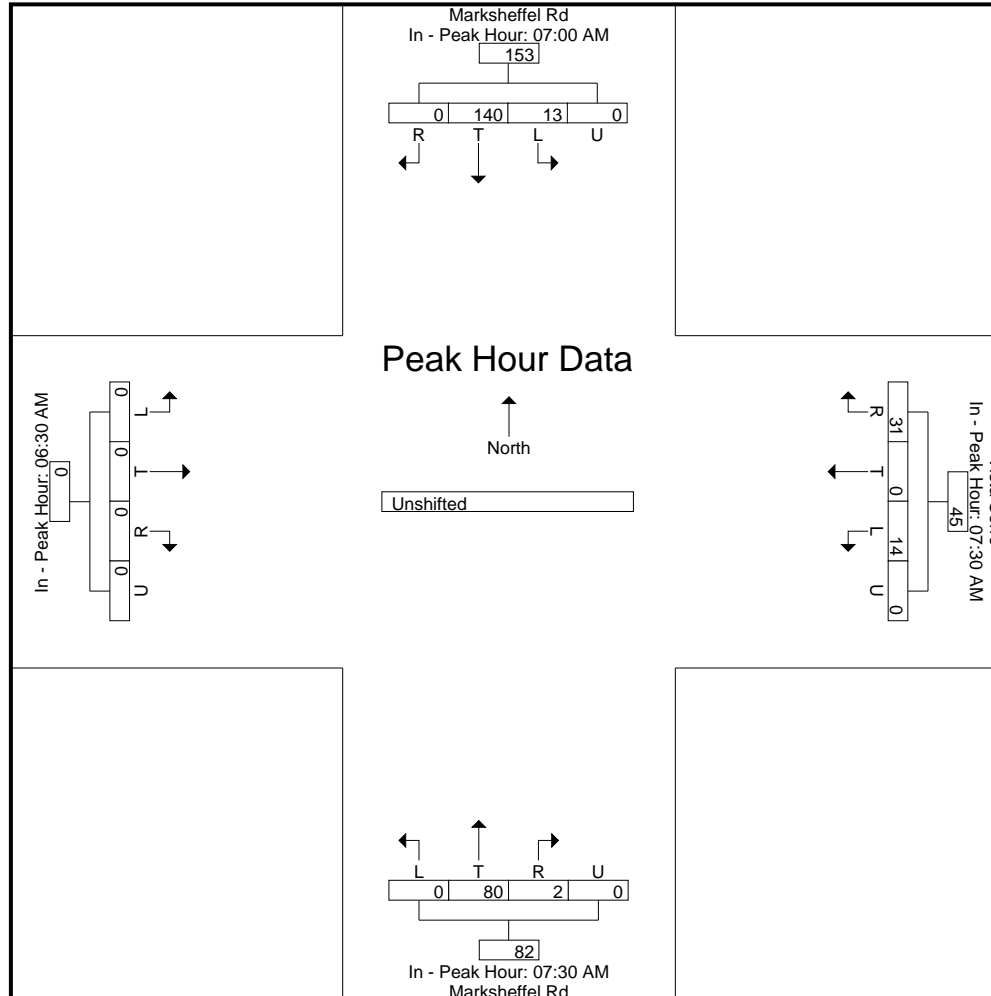 Marksheffel Rd
In - Peak Hour: 07:00 AM
153
0 140 13 0
R T L U
Peak Hour Data
North
Unshifted
In - Peak Hour: 06:30 AM
0
0 0 0 0
L T R U
In - Peak Hour: 07:30 AM
45
31 0 14 0
R T L U
L T R U
0 80 2 0
82
In - Peak Hour: 07:30 AM
Marksheffel Rd